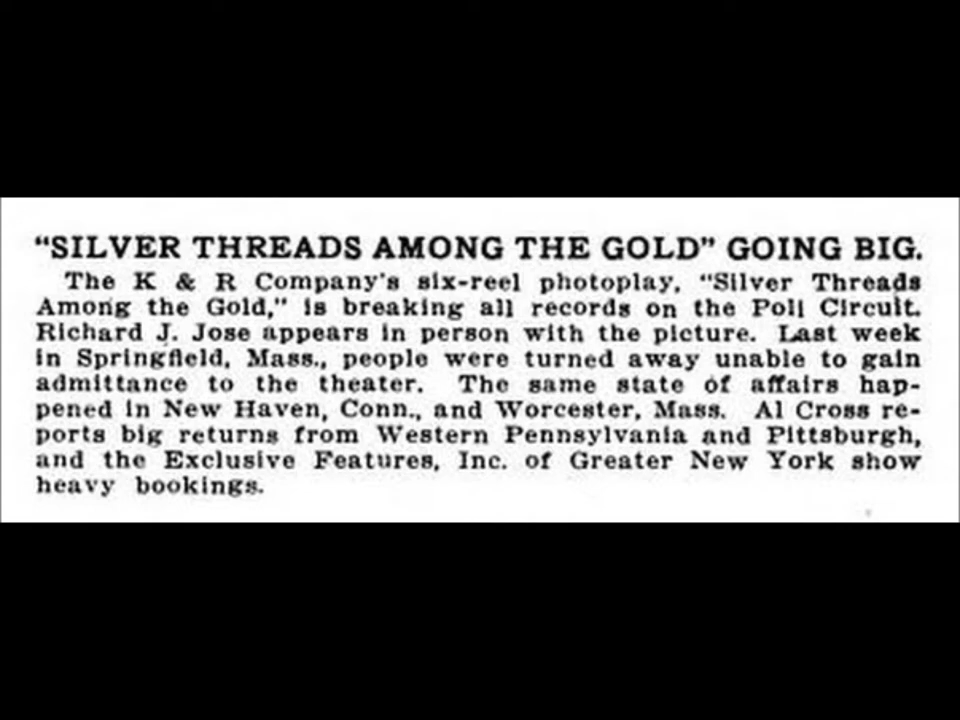 "SILVER THREADS AMONG THE GOLD" GOING BIG.
The K & R Company's six-reel photoplay, "Silver Threads
Among the Gold," is breaking all records on the Poli Circuit.
Richard J. Jose appears in person with the picture. Last week
in Springfield, Mass., people were turned away unable to gain
admittance to the theater. The same state of affairs hap-
pened in New Haven, Conn., and Worcester, Mass. Al Cross re-
ports big returns from Western Pennsylvania and Pittsburgh,
and the Exclusive Features, Inc. of Greater New York show
heavy bookings.